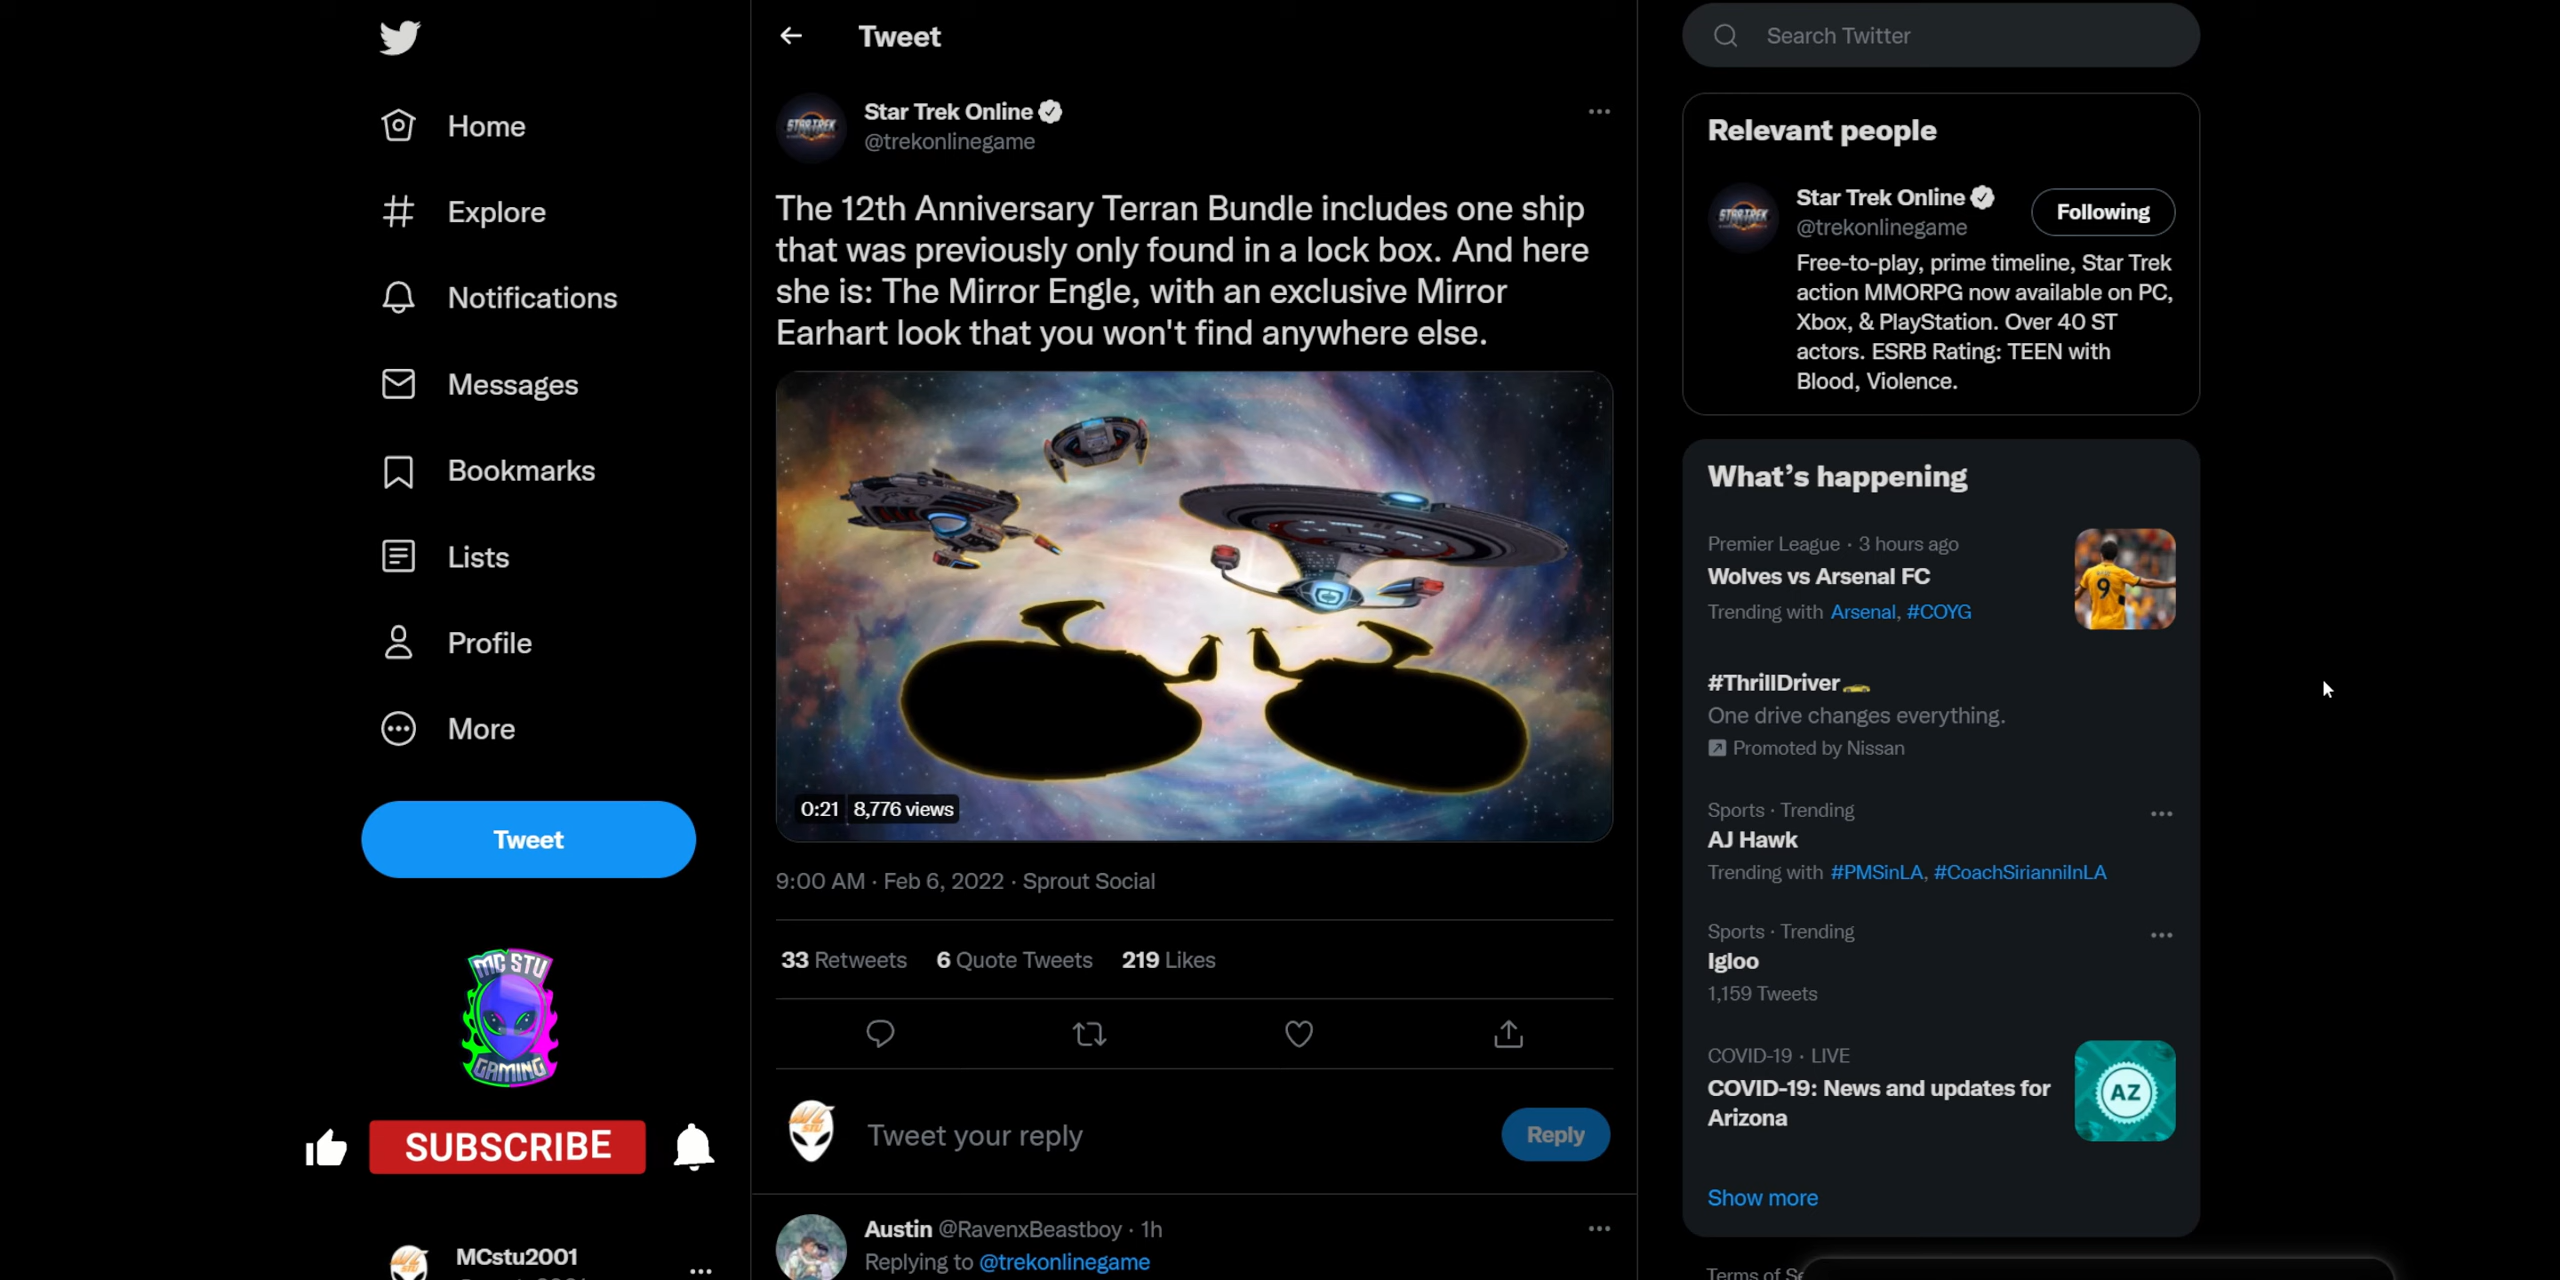 Home
Explore
Notifications
Messages
Bookmarks
Lists
Profile
More
Tweet
MC STU
GAMING
SUBSCRIBE
MCstu2001
Tweet
STAR TREK
Star Trek Online
@trekonlinegame
The 12th Anniversary Terran Bundle includes one ship
that was previously only found in a lock box. And here
she is: The Mirror Engle, with an exclusive Mirror
Earhart look that you won't find anywhere else.
0:21 8,776 views
9:00 AM · Feb 6, 2022 · Sprout Social
33 Retweets 6 Quote Tweets 219 Likes
Tweet your reply
Reply
Austin @RavenxBeastboy · 1h
Replying to @trekonlinegame
Search Twitter
Relevant people
STAR TREK
Star Trek Online
@trekonlinegame
Following
Free-to-play, prime timeline, Star Trek
action MMORPG now available on PC,
Xbox, & PlayStation. Over 40 ST
actors. ESRB Rating: TEEN with
Blood, Violence.
What's happening
Premier League · 3 hours ago
Wolves vs Arsenal FC
Trending with Arsenal, #COYG
9
#ThrillDriver
One drive changes everything.
Promoted by Nissan
Sports · Trending
AJ Hawk
Trending with #PMSinLA, #CoachSirianniInLA
Sports · Trending
Igloo
1,159 Tweets
COVID-19 · LIVE
COVID-19: News and updates for
Arizona
AZ
Show more
Terms of